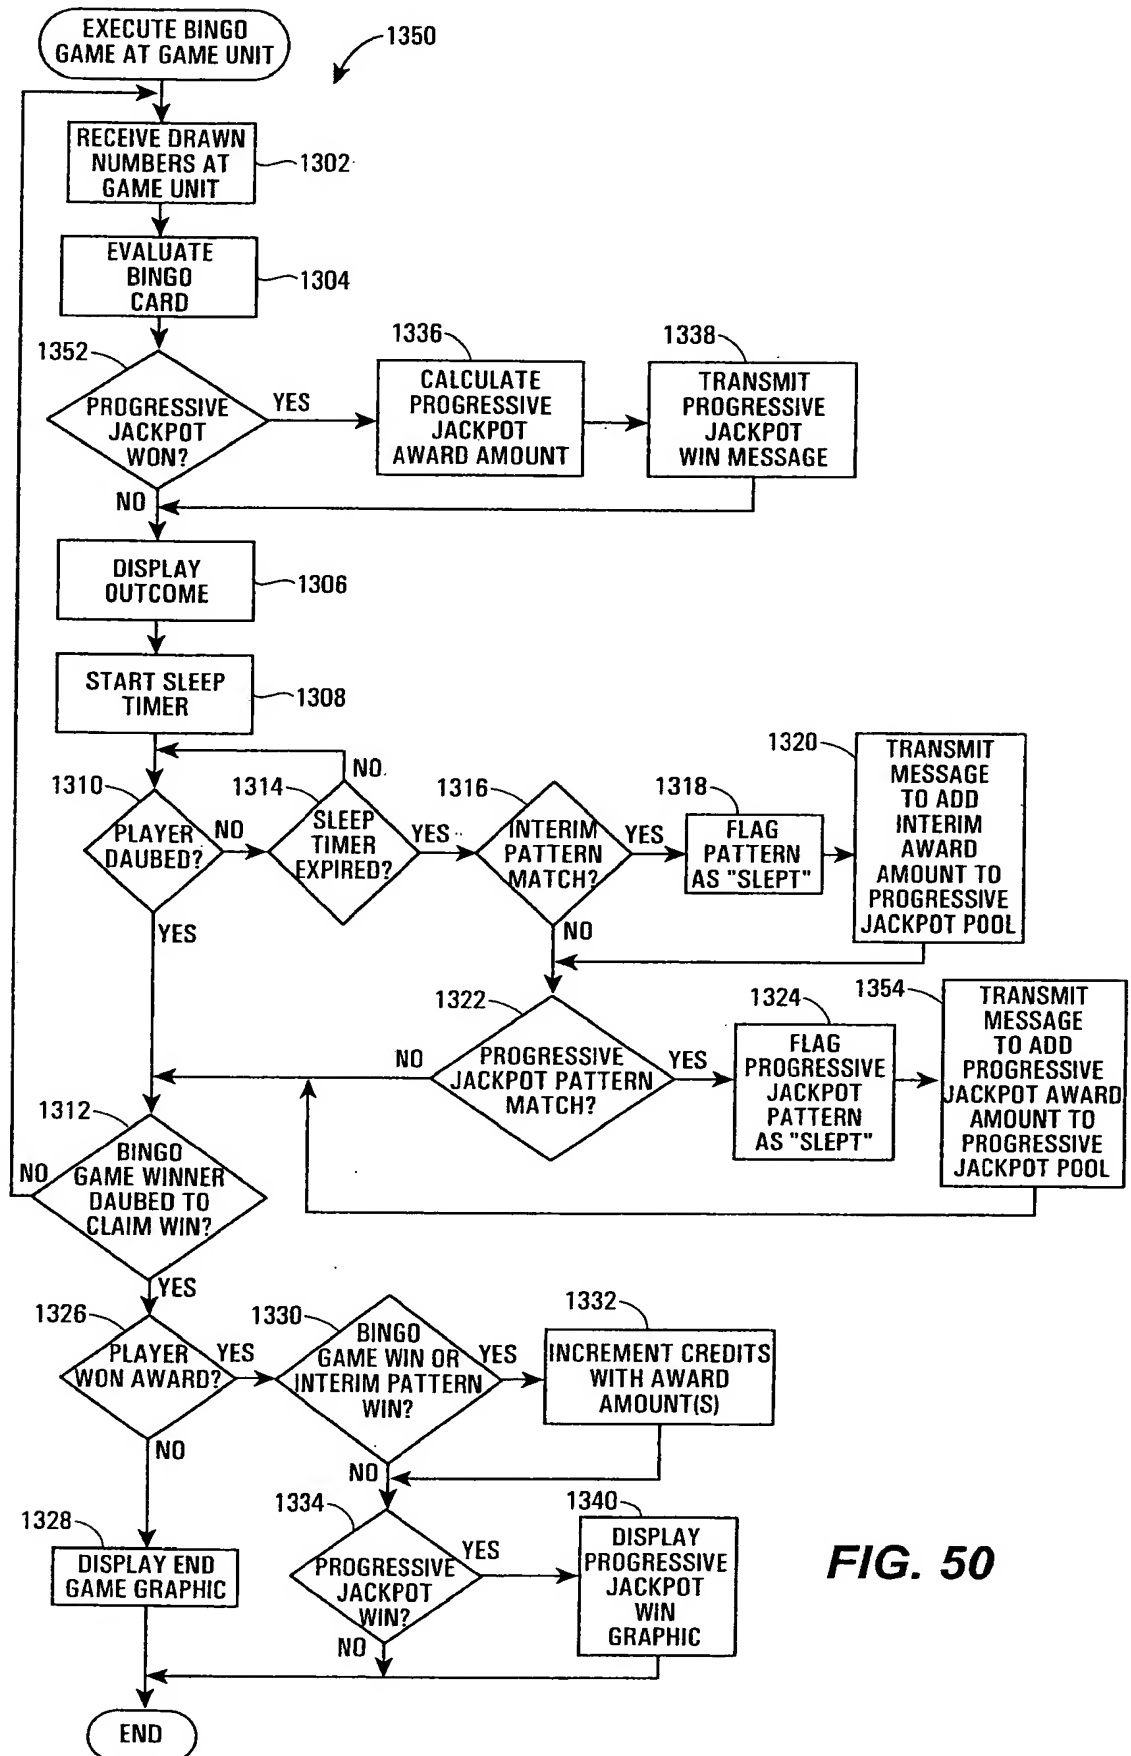 EXECUTE BINGO
GAME AT GAME UNIT
1350
RECEIVE DRAWN
NUMBERS AT
GAME UNIT
1302
EVALUATE
BINGO
CARD
1304
1352
PROGRESSIVE
JACKPOT
WON?
YES
NO
1336
CALCULATE
PROGRESSIVE
JACKPOT
AWARD AMOUNT
1338
TRANSMIT
PROGRESSIVE
JACKPOT
WIN MESSAGE
DISPLAY
OUTCOME
1306
START SLEEP
TIMER
1308
1310
PLAYER
DAUBED?
NO
YES
1314
SLEEP
TIMER
EXPIRED?
NO
YES
1316
INTERIM
PATTERN
MATCH?
YES
NO
1318
FLAG
PATTERN
AS "SLEPT"
1320
TRANSMIT
MESSAGE
TO ADD
INTERIM
AWARD
AMOUNT TO
PROGRESSIVE
JACKPOT POOL
1322
PROGRESSIVE
JACKPOT PATTERN
MATCH?
NO
YES
1324
FLAG
PROGRESSIVE
JACKPOT
PATTERN
AS "SLEPT"
1354
TRANSMIT
MESSAGE
TO ADD
PROGRESSIVE
JACKPOT AWARD
AMOUNT TO
PROGRESSIVE
JACKPOT POOL
1312
BINGO
GAME WINNER
DAUBED TO
CLAIM WIN?
NO
YES
1326
PLAYER
WON AWARD?
YES
NO
1330
BINGO
GAME WIN OR
INTERIM PATTERN
WIN?
YES
NO
1332
INCREMENT CREDITS
WITH AWARD
AMOUNT(S)
1328
DISPLAY END
GAME GRAPHIC
1334
PROGRESSIVE
JACKPOT
WIN?
YES
NO
1340
DISPLAY
PROGRESSIVE
JACKPOT
WIN
GRAPHIC
FIG. 50
END